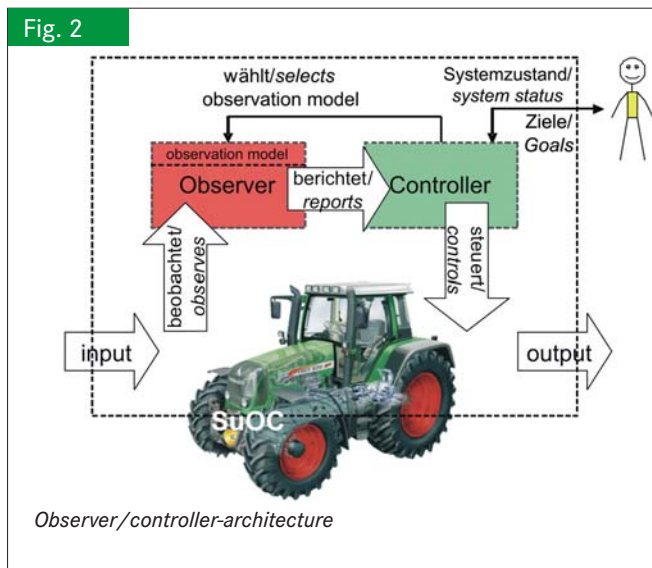 Fig. 2
wählt/selects
observation model
Systemzustand/
system status
Ziele/
Goals
observation model
Observer
berichtet/
reports
Controller
beobachtet/
observes
steuert/
controls
input
output
SuOC
Observer/controller-architecture